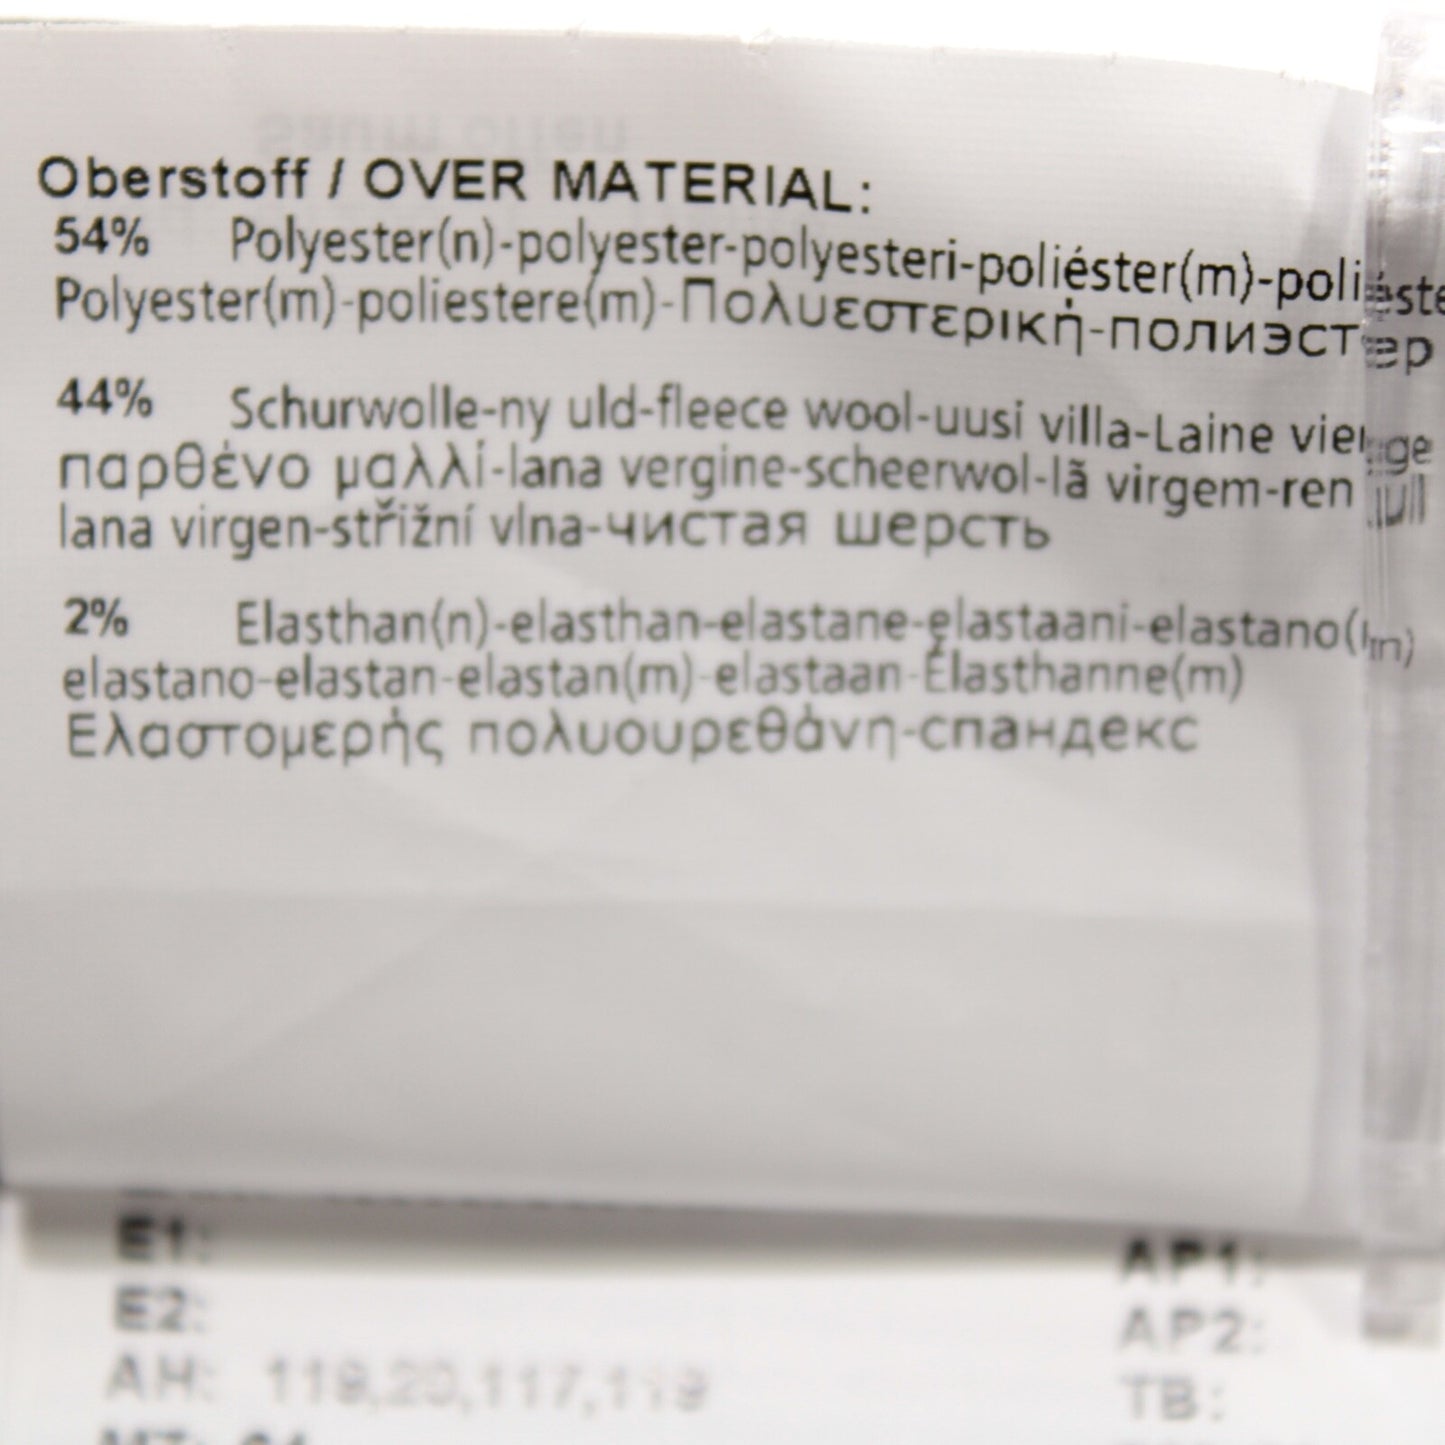 Oberstoff / OVER MATERIAL:
54% Polyester(n)-polyester-polyesteri-poliéster(m)-poliéste
Polyester(m)-poliestere(m)-Πολυεστερική-полиэстер
44% Schurwolle-ny uld-fleece wool-uusi villa-Laine vierge
παρθένο μαλλί-lana vergine-scheerwol-lã virgem-ren ull
lana virgen-střižní vlna-чистая шерсть
2% Elasthan(n)-elasthan-elastane-elastaani-elastano(m)
elastano-elastan-elastan(m)-elastaan-Élasthanne(m)
Ελαστομερής πολυουρεθάνη-спандекс
E1:
AP1:
E2:
AP2:
AH: 119,20,117,119
TB: